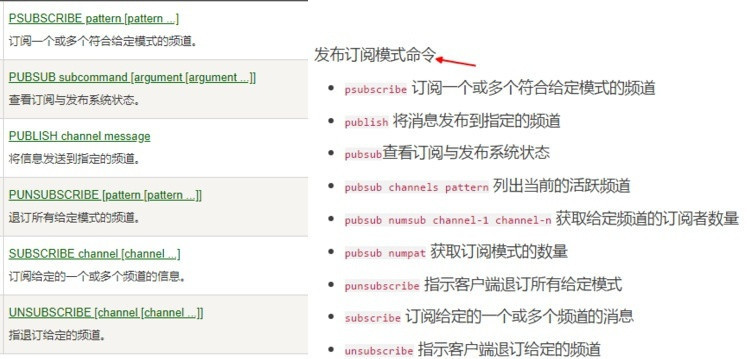 PSUBSCRIBE pattern [pattern ...]
订阅一个或多个符合给定模式的频道。
PUBSUB subcommand [argument [argument ...]]
查看订阅与发布系统状态。
PUBLISH channel message
将信息发送到指定的频道。
PUNSUBSCRIBE [pattern [pattern ...]]
退订所有给定模式的频道。
SUBSCRIBE channel [channel ...]
订阅给定的一个或多个频道的信息。
UNSUBSCRIBE [channel [channel ...]]
指退订给定的频道。
发布订阅模式命令
psubscribe 订阅一个或多个符合给定模式的频道
publish 将消息发布到指定的频道
pubsub查看订阅与发布系统状态
pubsub channels pattern 列出当前的活跃频道
pubsub numsub channel-1 channel-n 获取给定频道的订阅者数量
pubsub numpat 获取订阅模式的数量
punsubscribe 指示客户端退订所有给定模式
subscribe 订阅给定的一个或多个频道的消息
unsubscribe 指示客户端退订给定的频道